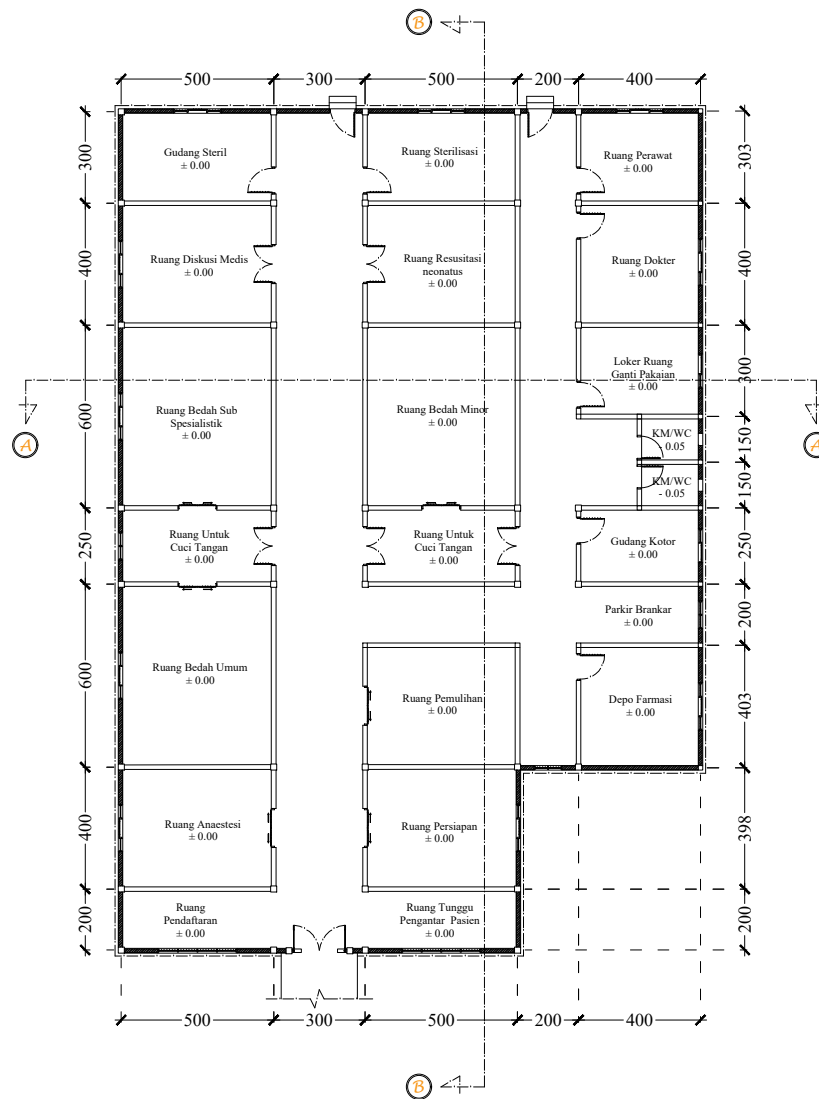 B
500 300 500 200 400
300
400
600
250
600
400
200
Gudang Steril
± 0.00
Ruang Sterilisasi
± 0.00
Ruang Perawat
± 0.00
303
400
300
150
150
250
200
403
398
200
Ruang Diskusi Medis
± 0.00
Ruang Resusitasi
neonatus
± 0.00
Ruang Dokter
± 0.00
Loker Ruang
Ganti Pakaian
± 0.00
A
A
Ruang Bedah Sub
Spesialistik
± 0.00
Ruang Bedah Minor
± 0.00
KM/WC
- 0.05
KM/WC
- 0.05
Ruang Untuk
Cuci Tangan
± 0.00
Ruang Untuk
Cuci Tangan
± 0.00
Gudang Kotor
± 0.00
Parkir Brankar
± 0.00
Ruang Bedah Umum
± 0.00
Ruang Pemulihan
± 0.00
Depo Farmasi
± 0.00
Ruang Anaestesi
± 0.00
Ruang Persiapan
± 0.00
Ruang
Pendaftaran
± 0.00
Ruang Tunggu
Pengantar Pasien
± 0.00
500 300 500 200 400
B